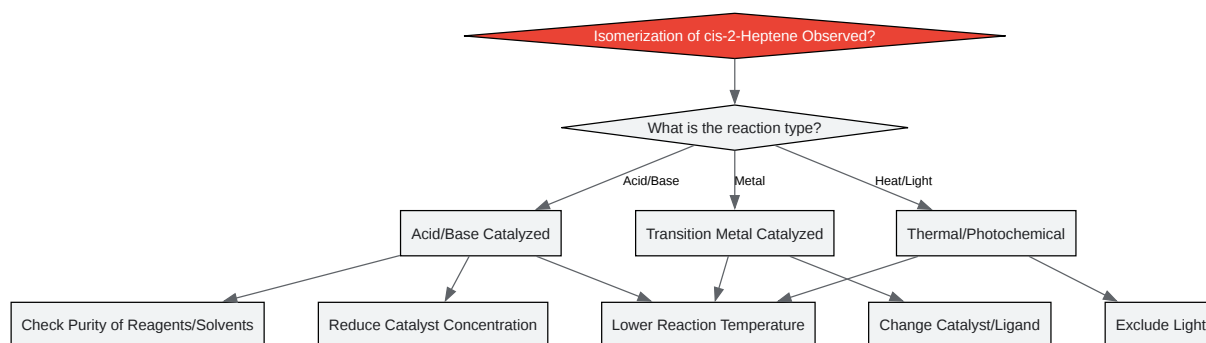 Isomerization of cis-2-Heptene Observed?
What is the reaction type?
Acid/Base
Metal
Heat/Light
Acid/Base Catalyzed
Transition Metal Catalyzed
Thermal/Photochemical
Check Purity of Reagents/Solvents
Reduce Catalyst Concentration
Lower Reaction Temperature
Change Catalyst/Ligand
Exclude Light